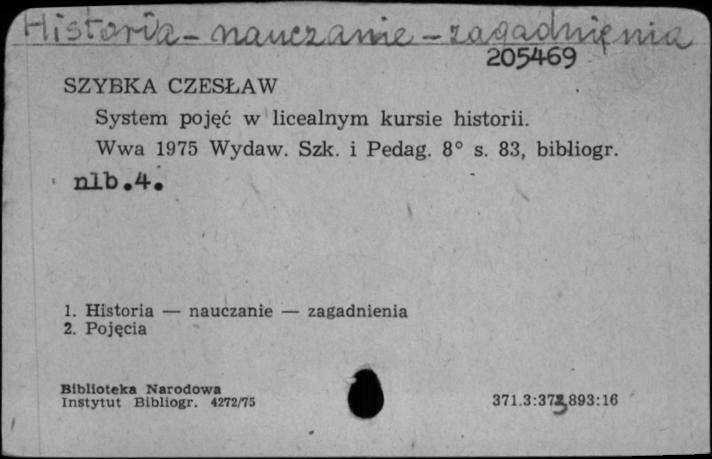 Historia – nauczanie – zagadnienia
205469
SZYBKA CZESŁAW
System pojęć w licealnym kursie historii.
Wwa 1975 Wydaw. Szk. i Pedag. 8° s. 83, bibliogr.
nlb.4.
1. Historia — nauczanie — zagadnienia
2. Pojęcia
Biblioteka Narodowa
Instytut Bibliogr. 4272/75
371.3:373,893:16